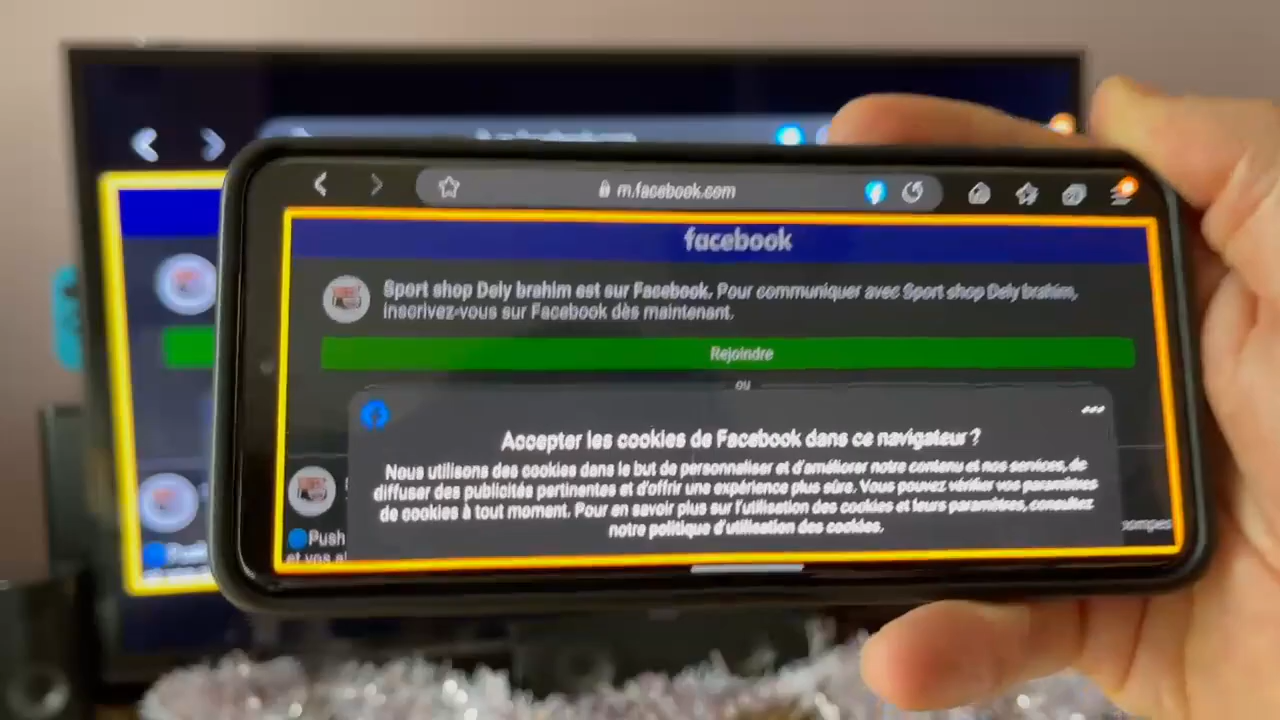 m.facebook.com
facebook
Sport shop Dely brahim est sur Facebook. Pour communiquer avec Sport shop Dely brahim,
inscrivez-vous sur Facebook dès maintenant.
Rejoindre
ou
Accepter les cookies de Facebook dans ce navigateur ?
Nous utilisons des cookies dans le but de personnaliser et d'améliorer notre contenu et nos services, de
diffuser des publicités pertinentes et d'offrir une expérience plus sûre. Vous pouvez vérifier vos paramètres
de cookies à tout moment. Pour en savoir plus sur l'utilisation des cookies et leurs paramètres, consultez
notre politique d'utilisation des cookies.
Push
et vos